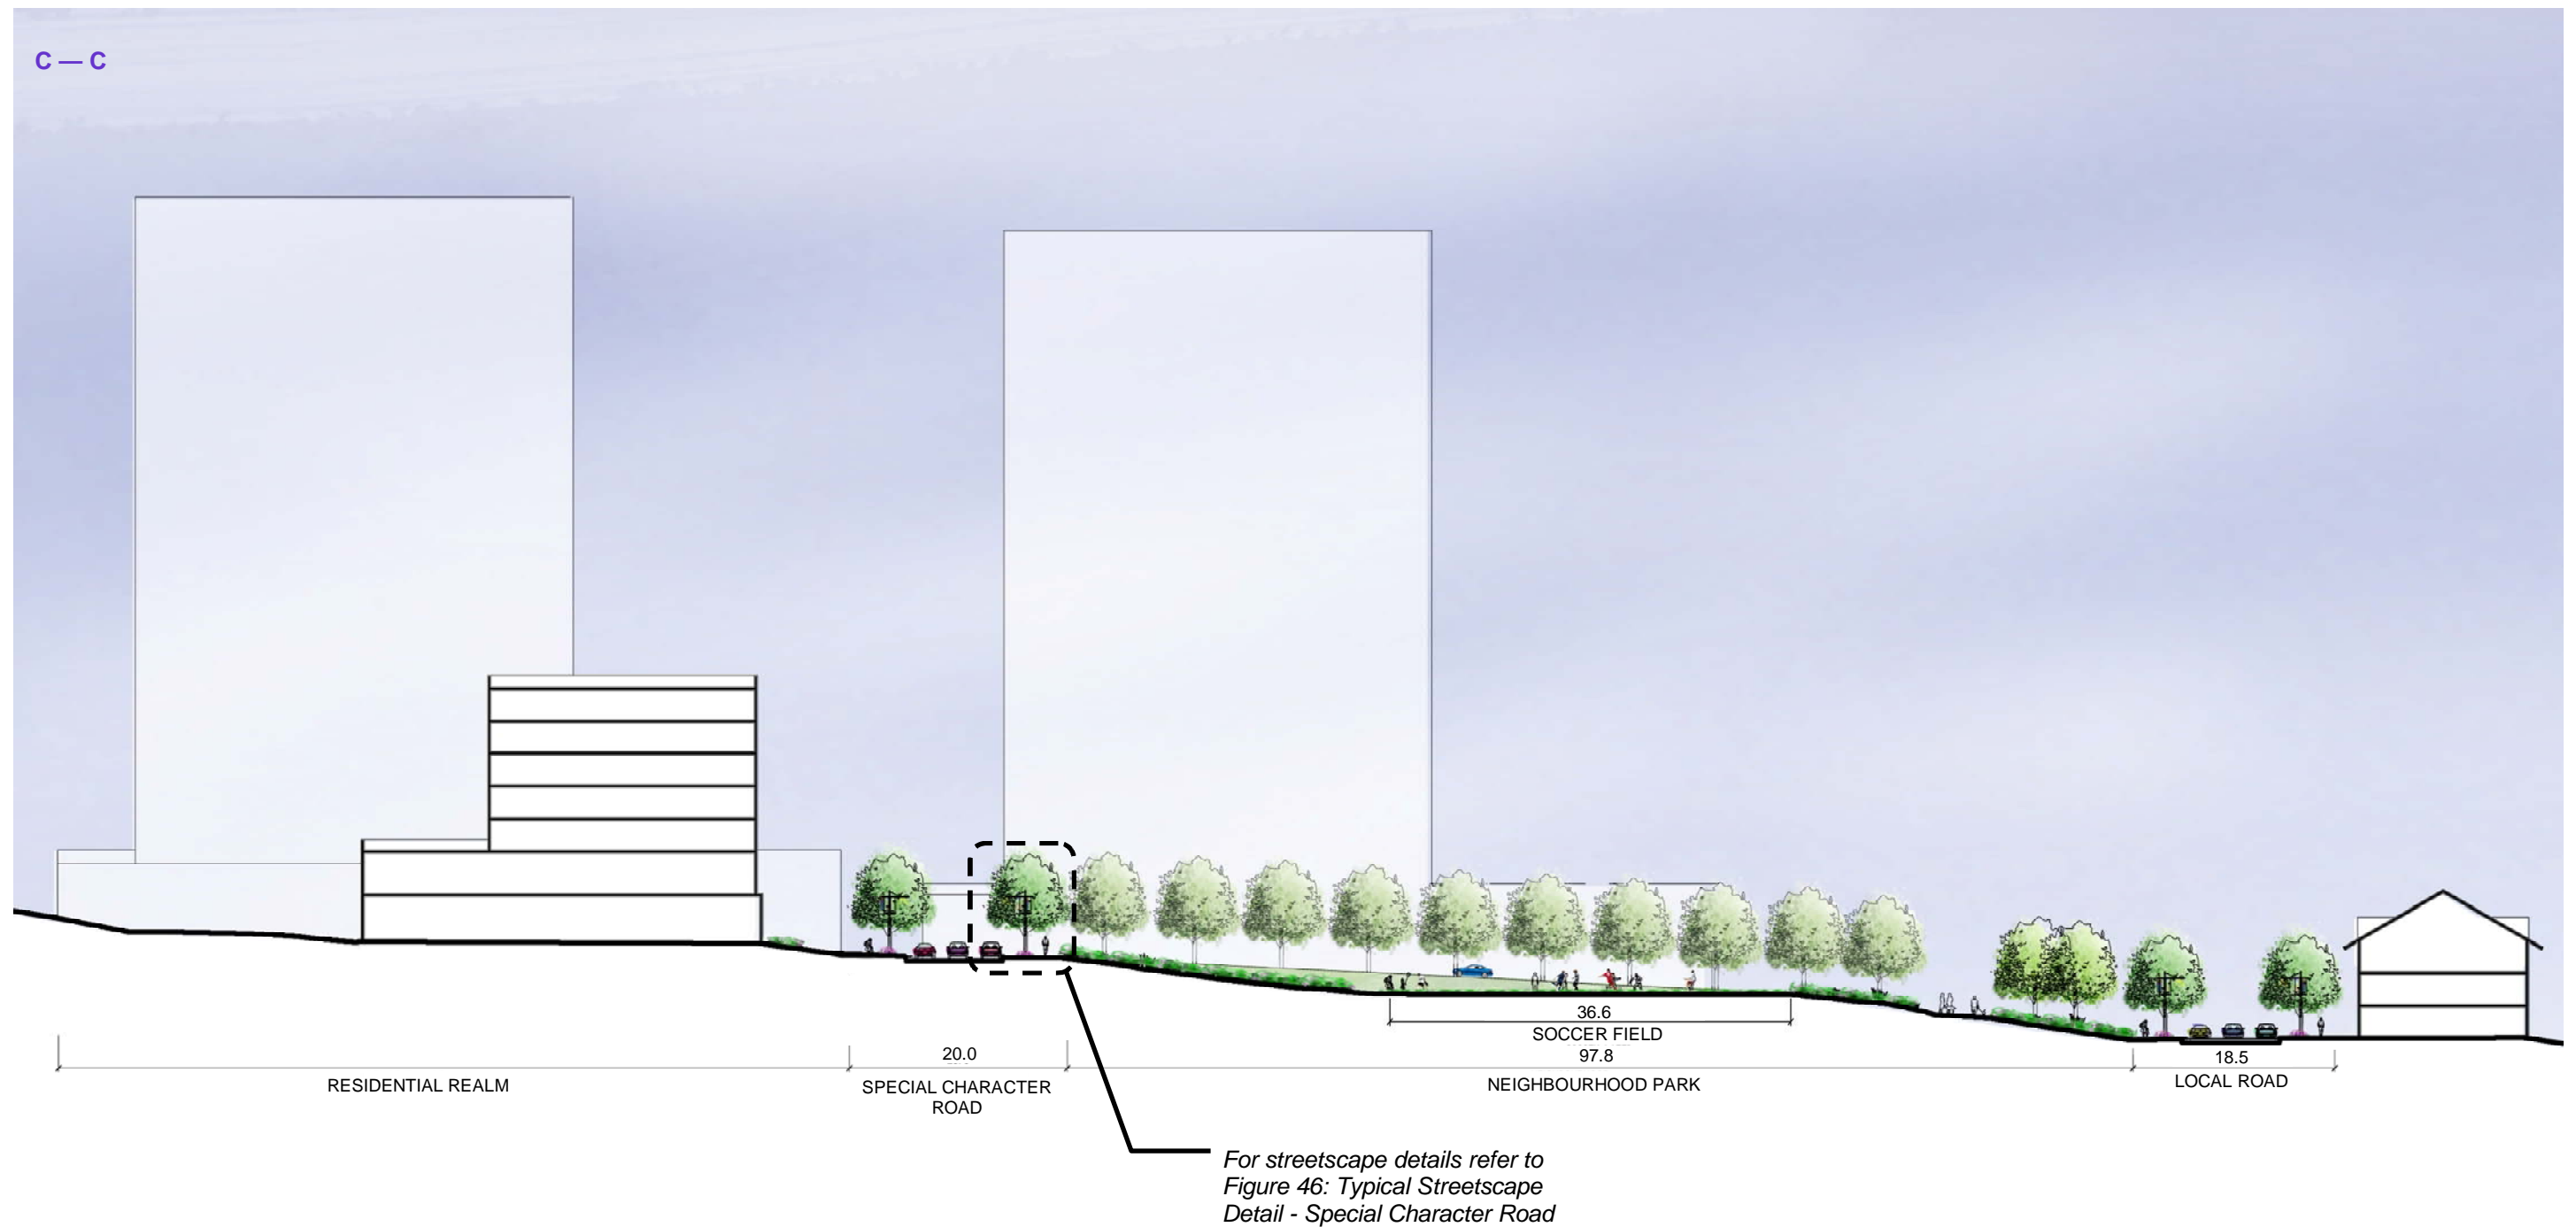 C — C
36.6
SOCCER FIELD
20.0
97.8
18.5
RESIDENTIAL REALM
SPECIAL CHARACTER
ROAD
NEIGHBOURHOOD PARK
LOCAL ROAD
For streetscape details refer to
Figure 46: Typical Streetscape
Detail - Special Character Road